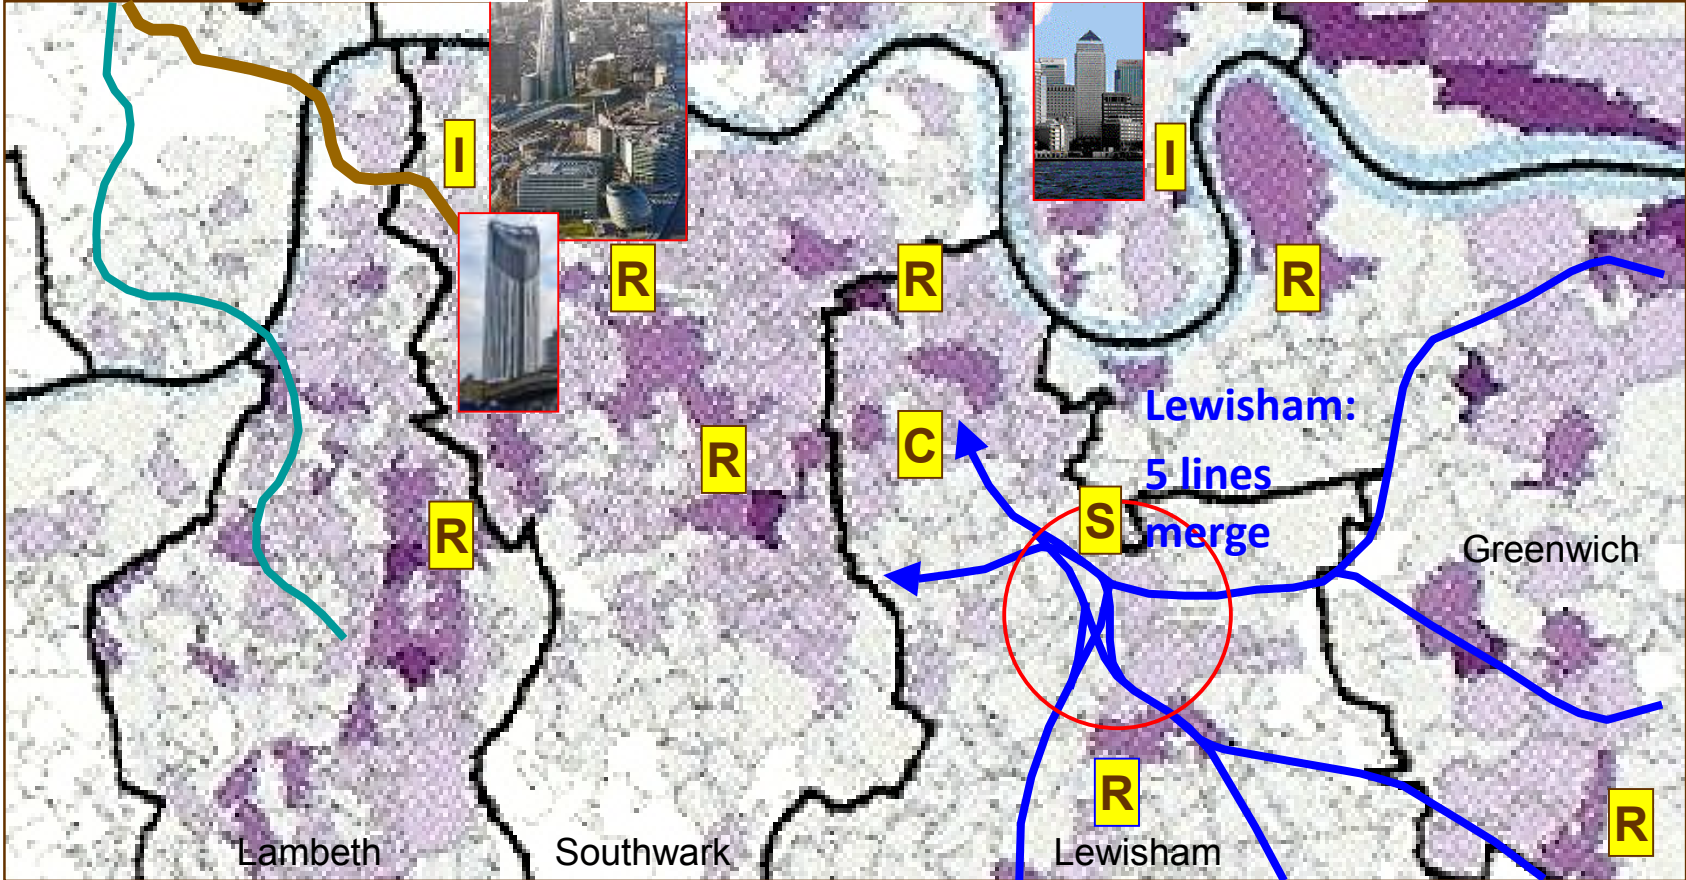 I
I
R
R
R
Lewisham:
C
R
5 lines
S
R
merge
Greenwich
R
R
Lambeth
Southwark
Lewisham